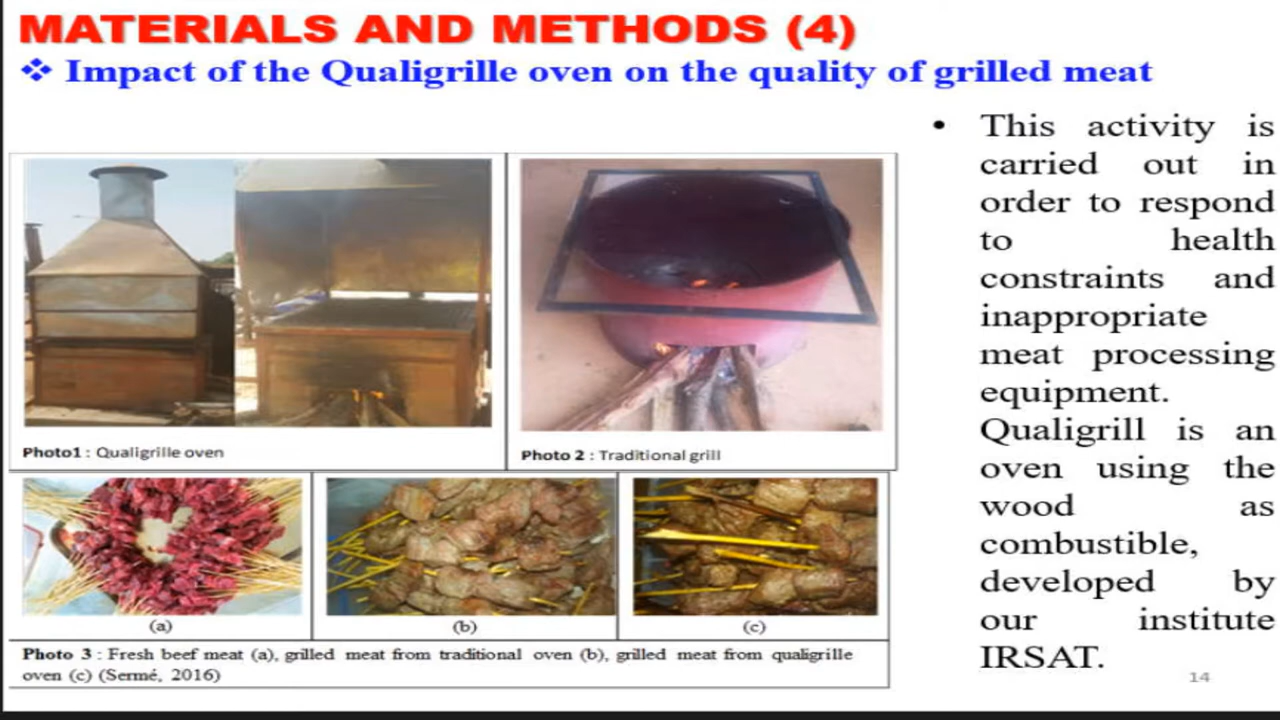 MATERIALS AND METHODS (4)
❖ Impact of the Qualigrille oven on the quality of grilled meat
Photo1 : Qualigrille oven
Photo 2 : Traditional grill
(a)
(b)
(c)
Photo 3 : Fresh beef meat (a), grilled meat from traditional oven (b), grilled meat from qualigrille
oven (c) (Sermé, 2016)
• This activity is
carried out in
order to respond
to health
constraints and
inappropriate
meat processing
equipment.
Qualigrill is an
oven using the
wood as
combustible,
developed by
our institute
IRSAT.
14